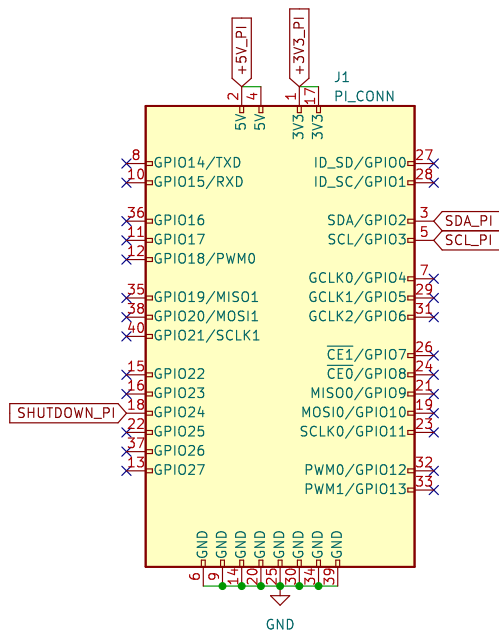 +5V_PI
+3V3_PI
J1
PI_CONN
2
4
1
17
5V
5V
3V3
3V3
8 GPIO14/TXD
ID_SD/GPIO0 27
10 GPIO15/RXD
ID_SC/GPIO1 28
36 GPIO16
SDA/GPIO2 3 SDA_PI
11 GPIO17
SCL/GPIO3 5 SCL_PI
12 GPIO18/PWM0
GCLK0/GPIO4 7
35 GPIO19/MISO1
GCLK1/GPIO5 29
38 GPIO20/MOSI1
GCLK2/GPIO6 31
40 GPIO21/SCLK1
CE1/GPIO7 26
15 GPIO22
CE0/GPIO8 24
16 GPIO23
MISO0/GPIO9 21
SHUTDOWN_PI 18 GPIO24
MOSI0/GPIO10 19
22 GPIO25
SCLK0/GPIO11 23
37 GPIO26
13 GPIO27
PWM0/GPIO12 32
PWM1/GPIO13 33
GND
GND
GND
GND
GND
GND
GND
GND
6
9
14
20
25
30
34
39
GND